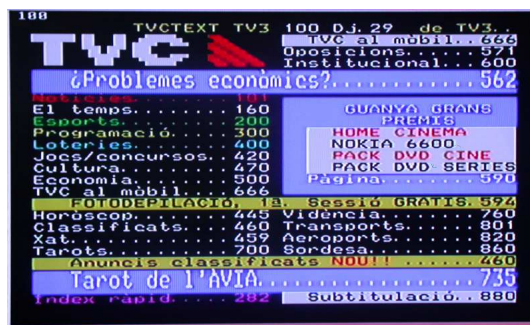 100
TVCTEXT TV3 100 Dj.29 de TV3..
TVC
TVC al mòbil..666
Oposicions.....571
Institucional...600
¿Problemes econòmics?............562
Notícies........101
El temps.......160
Esports........200
Programació....300
Loteries.......400
Jocs/concursos..420
Cultura........470
Economia.......500
TVC al mòbil...666
GUANYA GRANS
PREMIS
HOME CINEMA
NOKIA 6600
PACK DVD CINE
PACK DVD SERIES
Pàgina........590
FOTODEPILACIÓ, 1ª. Sessió GRATIS.594
Horòscop.......445 Vidència.......760
Classificats...460 Transports.....801
Xat............459 Aeroports......820
Tarots.........700 Sordesa........860
Anuncis classificats NOU!!.....460
Tarot de l'ÀVIA..................735
Índex ràpid.....282 Subtitulació..880